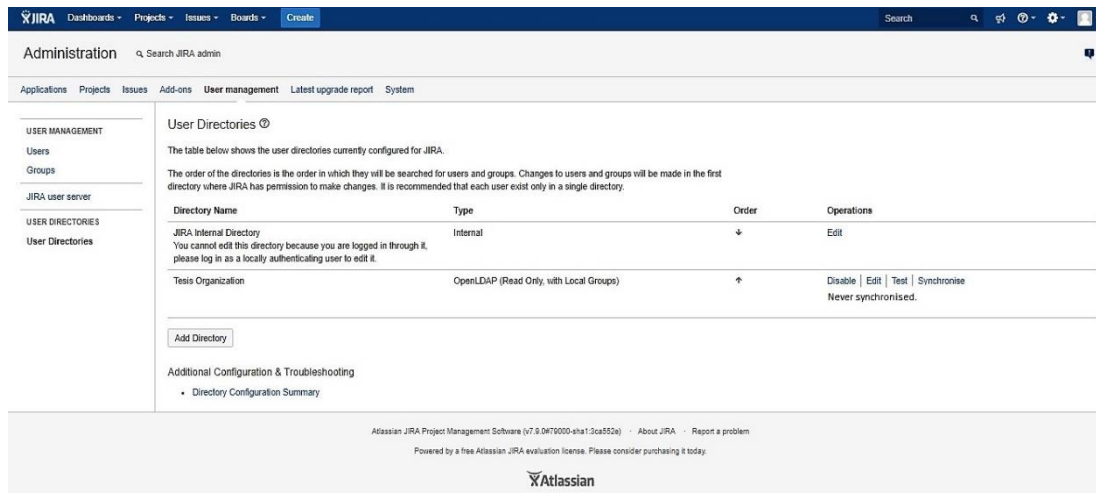 JIRA Dashboards Projects Issues Boards Create Search
Administration Search JIRA admin
Applications Projects Issues Add-ons User management Latest upgrade report System
USER MANAGEMENT
Users
Groups
JIRA user server
USER DIRECTORIES
User Directories
User Directories
The table below shows the user directories currently configured for JIRA.
The order of the directories is the order in which they will be searched for users and groups. Changes to users and groups will be made in the first
directory where JIRA has permission to make changes. It is recommended that each user exist only in a single directory.
Directory Name Type Order Operations
JIRA Internal Directory Internal Edit
You cannot edit this directory because you are logged in through it,
please log in as a locally authenticating user to edit it.
Tesis Organization OpenLDAP (Read Only, with Local Groups) Disable | Edit | Test | Synchronise
Never synchronised.
Add Directory
Additional Configuration & Troubleshooting
• Directory Configuration Summary
Atlassian JIRA Project Management Software (v7.9.0#79000-sha1:3ca552e) · About JIRA · Report a problem
Powered by a free Atlassian JIRA evaluation license. Please consider purchasing it today.
Atlassian